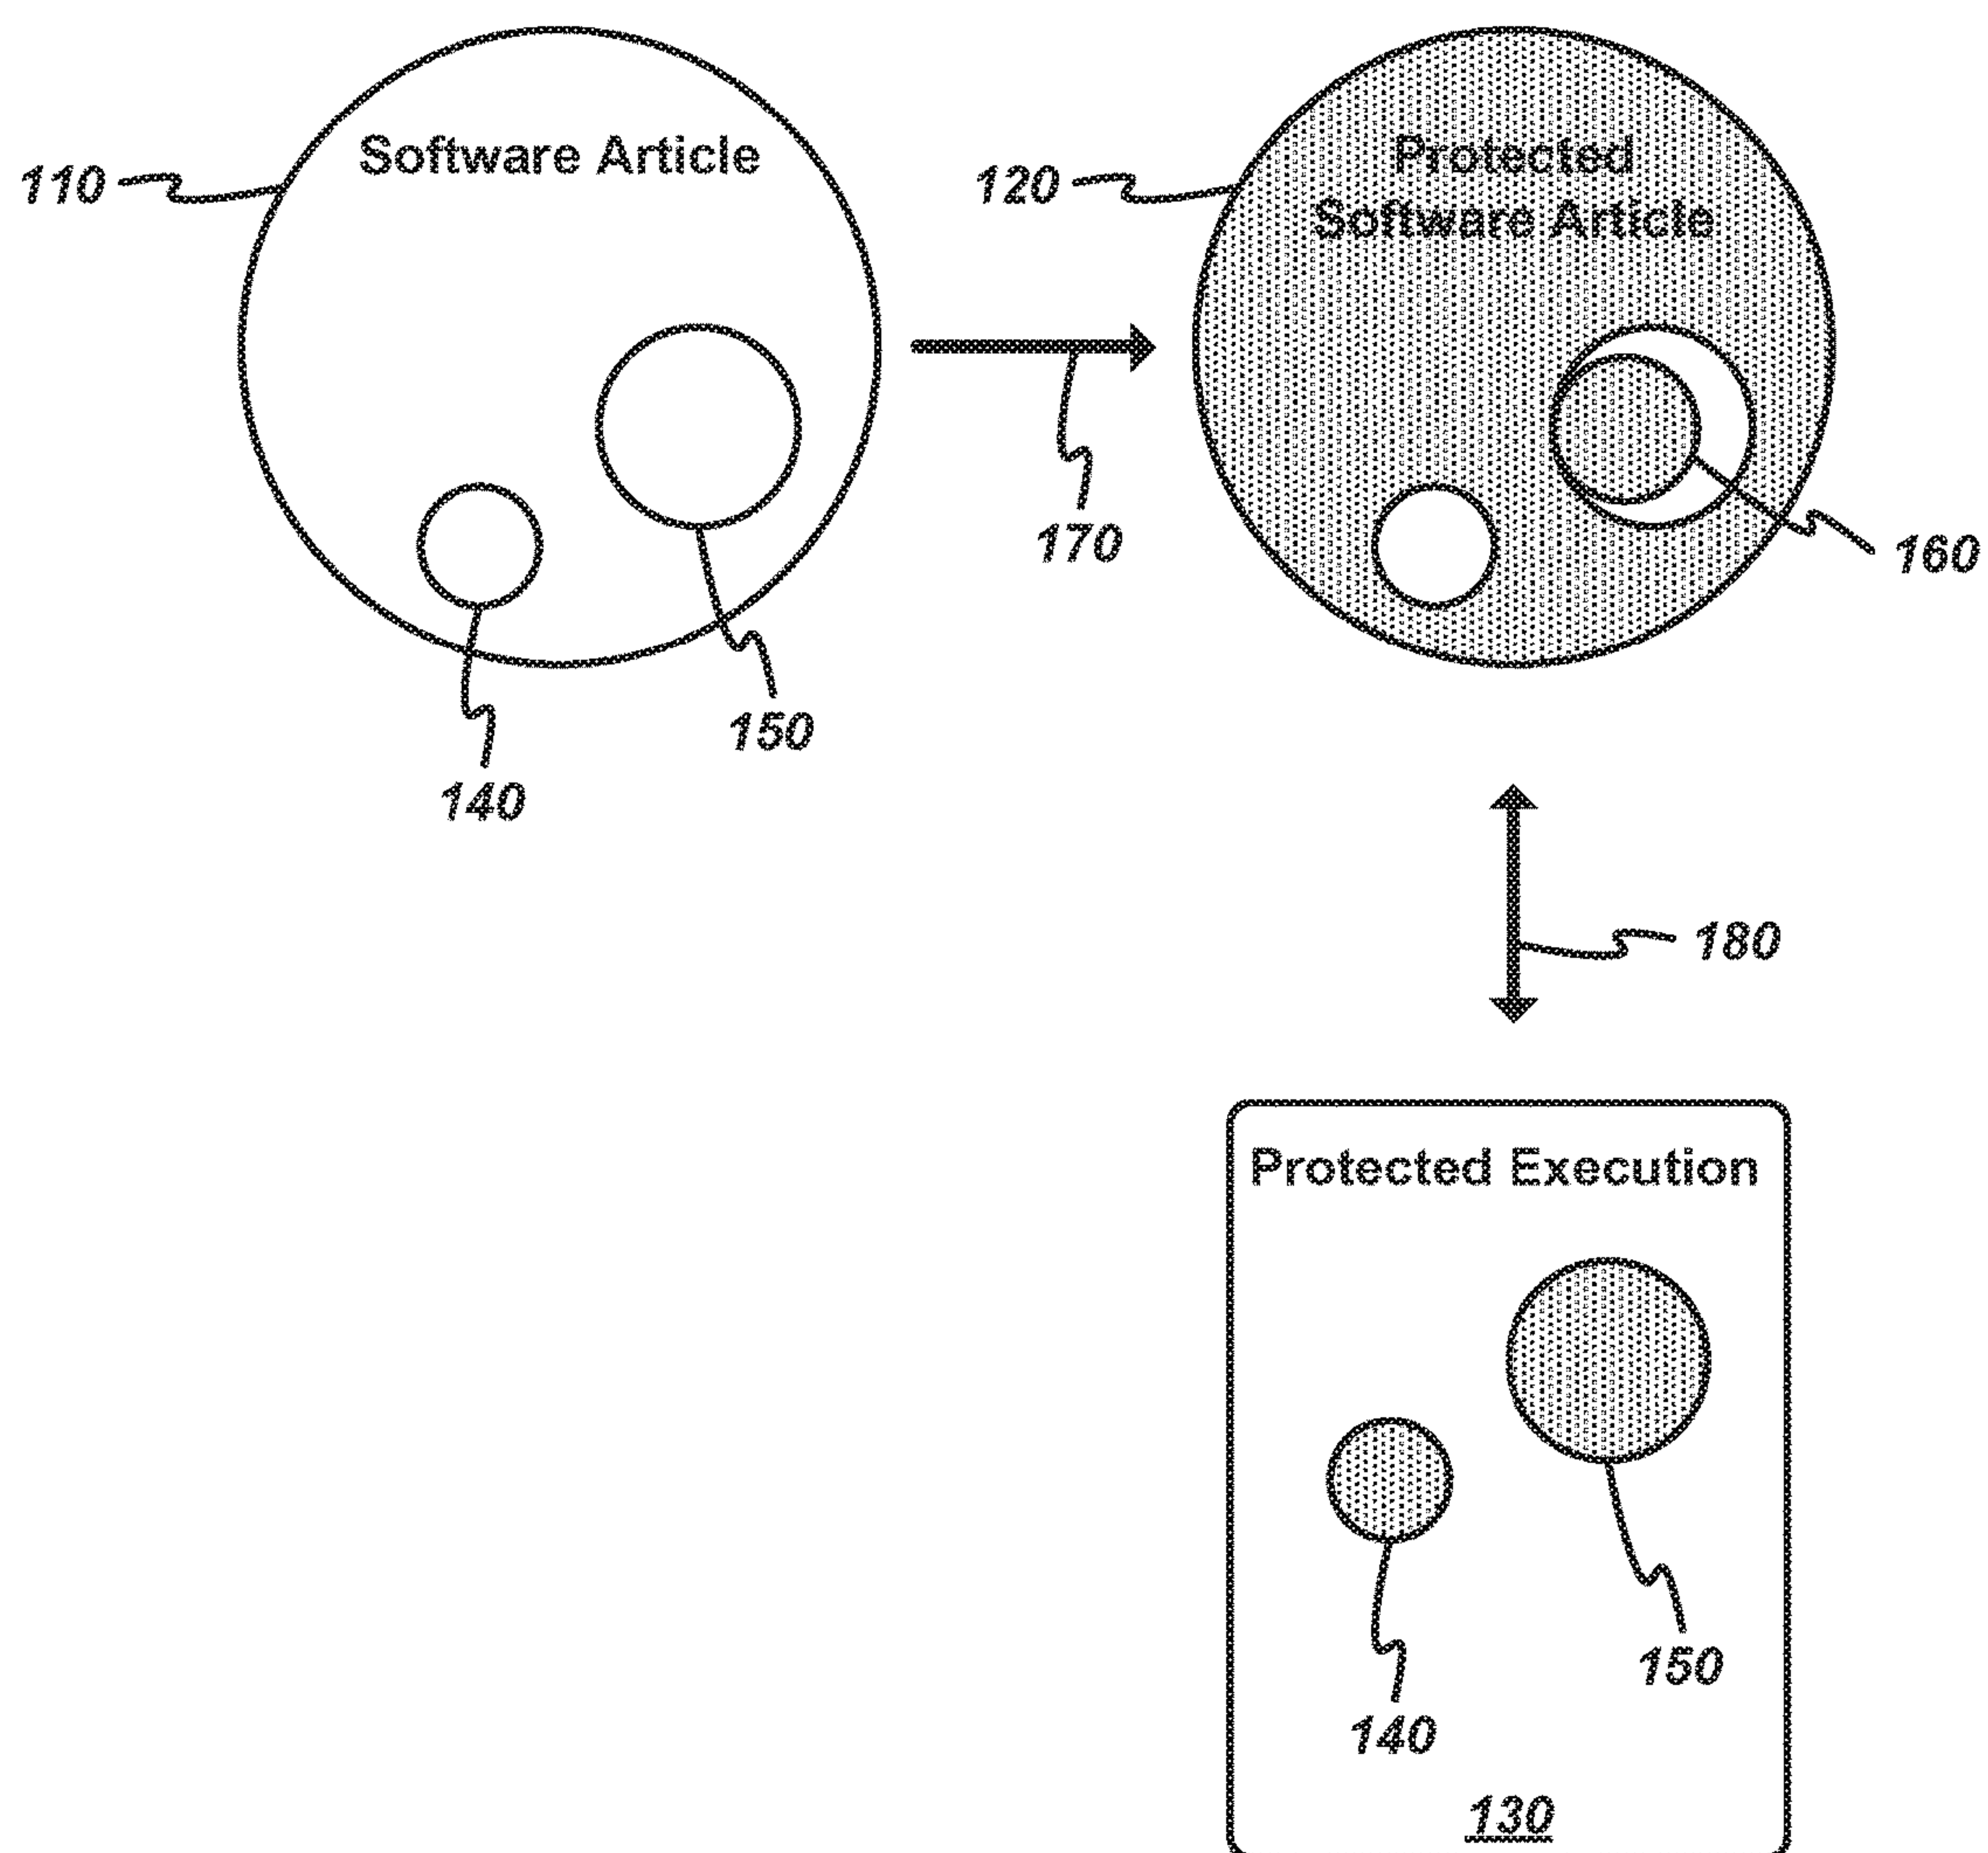 Software Article
110
140
150
170
Protected
Software Article
120
160
180
Protected Execution
150
140
130